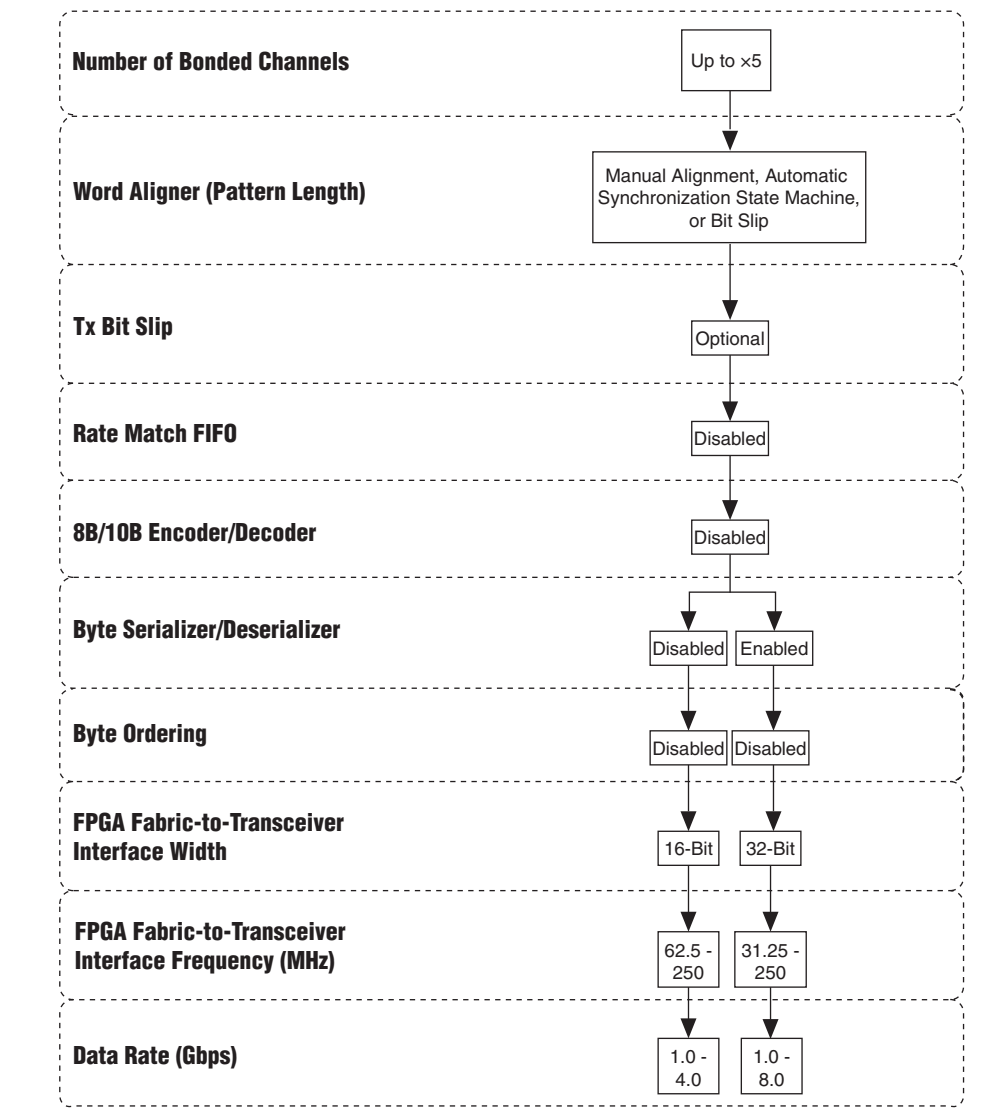 Number of Bonded Channels
Up to ×5
Word Aligner (Pattern Length)
Manual Alignment, Automatic
Synchronization State Machine,
or Bit Slip
Tx Bit Slip
Optional
Rate Match FIFO
Disabled
8B/10B Encoder/Decoder
Disabled
Byte Serializer/Deserializer
Disabled
Enabled
Byte Ordering
Disabled
Disabled
FPGA Fabric-to-Transceiver
Interface Width
16-Bit
32-Bit
FPGA Fabric-to-Transceiver
Interface Frequency (MHz)
62.5 -
250
31.25 -
250
Data Rate (Gbps)
1.0 -
4.0
1.0 -
8.0